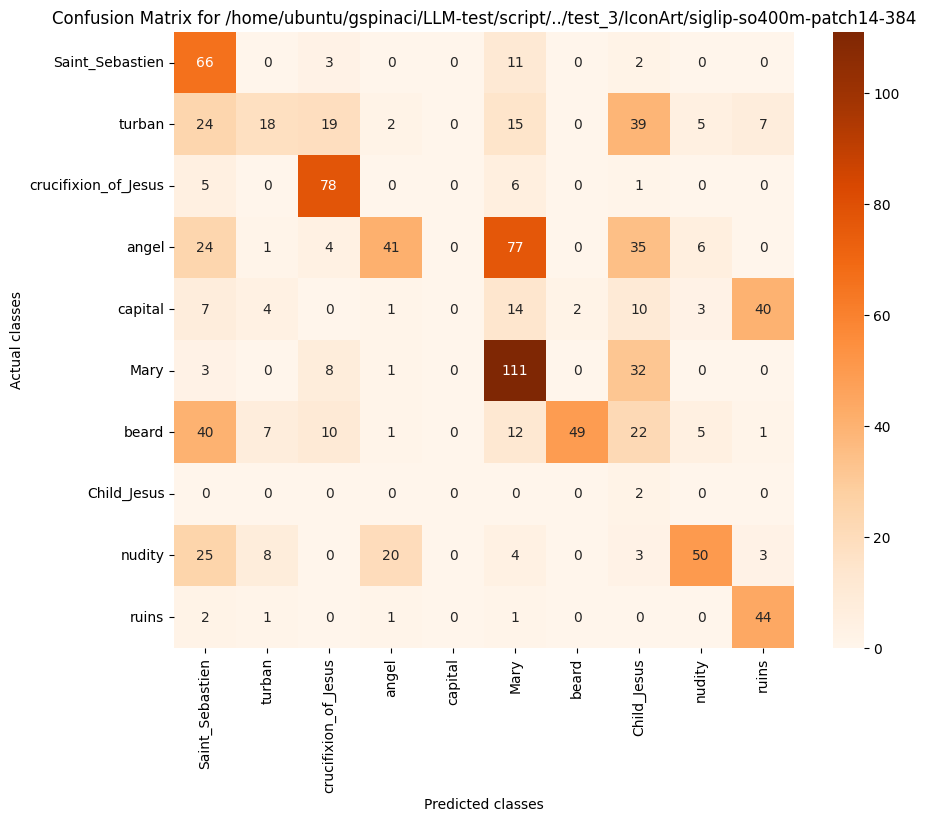 Confusion Matrix for /home/ubuntu/gspinaci/LLM-test/script/../test_3/IconArt/siglip-so400m-patch14-384
Actual classes
Saint_Sebastien 66 0 3 0 0 11 0 2 0 0
turban 24 18 19 2 0 15 0 39 5 7
crucifixion_of_Jesus 5 0 78 0 0 6 0 1 0 0
angel 24 1 4 41 0 77 0 35 6 0
capital 7 4 0 1 0 14 2 10 3 40
Mary 3 0 8 1 0 111 0 32 0 0
beard 40 7 10 1 0 12 49 22 5 1
Child_Jesus 0 0 0 0 0 0 0 2 0 0
nudity 25 8 0 20 0 4 0 3 50 3
ruins 2 1 0 1 0 1 0 0 0 44
Saint_Sebastien turban crucifixion_of_Jesus angel capital Mary beard Child_Jesus nudity ruins
Predicted classes
100
80
60
40
20
0